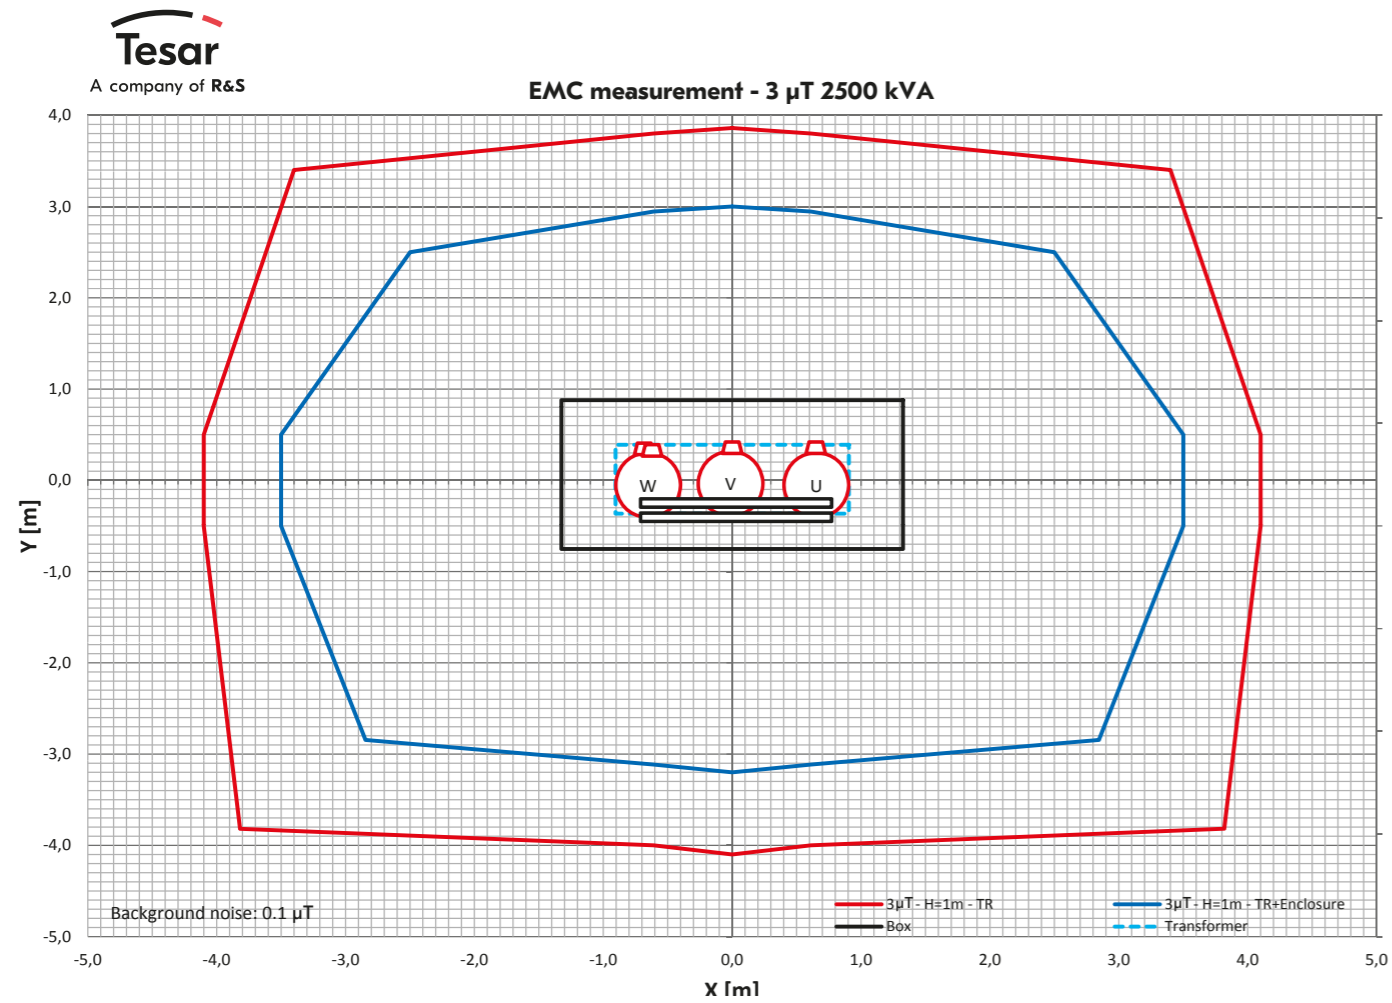 Tesar
A company of R&S
EMC measurement - 3 µT 2500 kVA
4,0
3,0
2,0
1,0
0,0
-1,0
-2,0
-3,0
-4,0
-5,0
Y [m]
W V U
Background noise: 0.1 µT
3µT - H=1m - TR
3µT - H=1m - TR+Enclosure
Box
Transformer
-5,0 -4,0 -3,0 -2,0 -1,0 0,0 1,0 2,0 3,0 4,0 5,0
X [m]